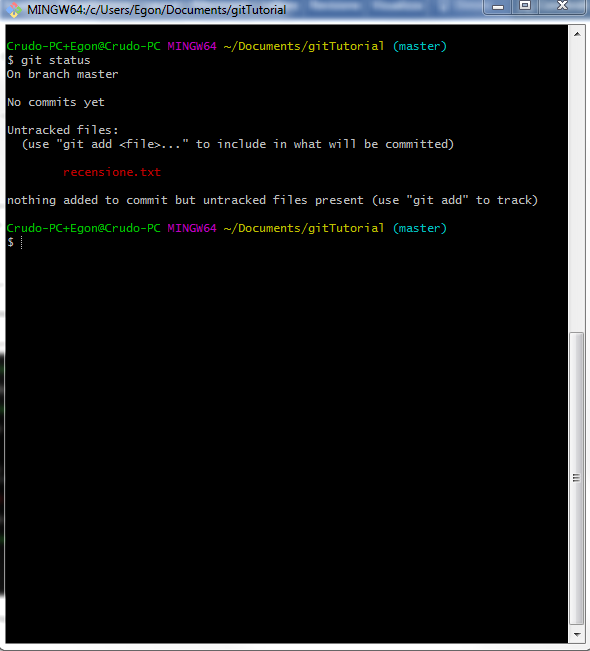 MINGW64:/c/Users/Egon/Documents/gitTutorial
Crudo-PC+Egon@Crudo-PC MINGW64 ~/Documents/gitTutorial (master)
$ git status
On branch master
No commits yet
Untracked files:
(use "git add <file>..." to include in what will be committed)
recensione.txt
nothing added to commit but untracked files present (use "git add" to track)
Crudo-PC+Egon@Crudo-PC MINGW64 ~/Documents/gitTutorial (master)
$